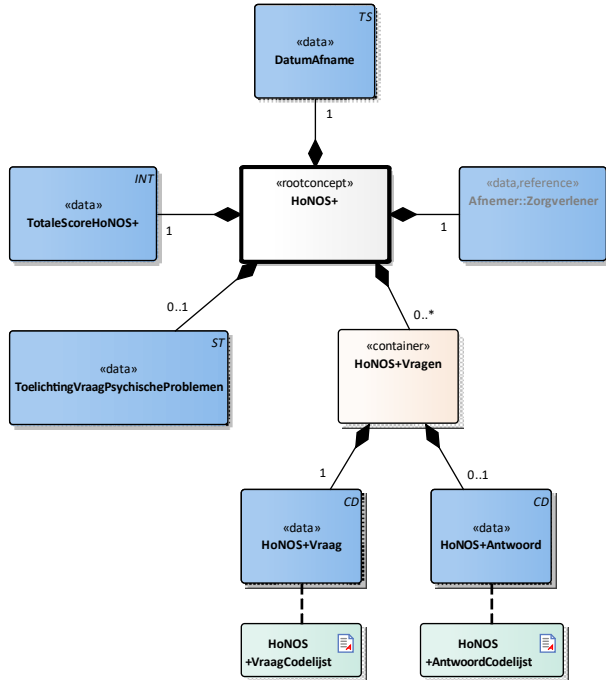 TS
«data»
DatumAfname
1
INT
«data»
TotaleScoreHoNOS+
1
«rootconcept»
HoNOS+
«data,reference»
Afnemer::Zorgverlener
1
0..1
0..*
ST
«data»
ToelichtingVraagPsychischeProblemen
«container»
HoNOS+Vragen
1
0..1
CD
«data»
HoNOS+Vraag
CD
«data»
HoNOS+Antwoord
HoNOS
+VraagCodelijst
HoNOS
+AntwoordCodelijst